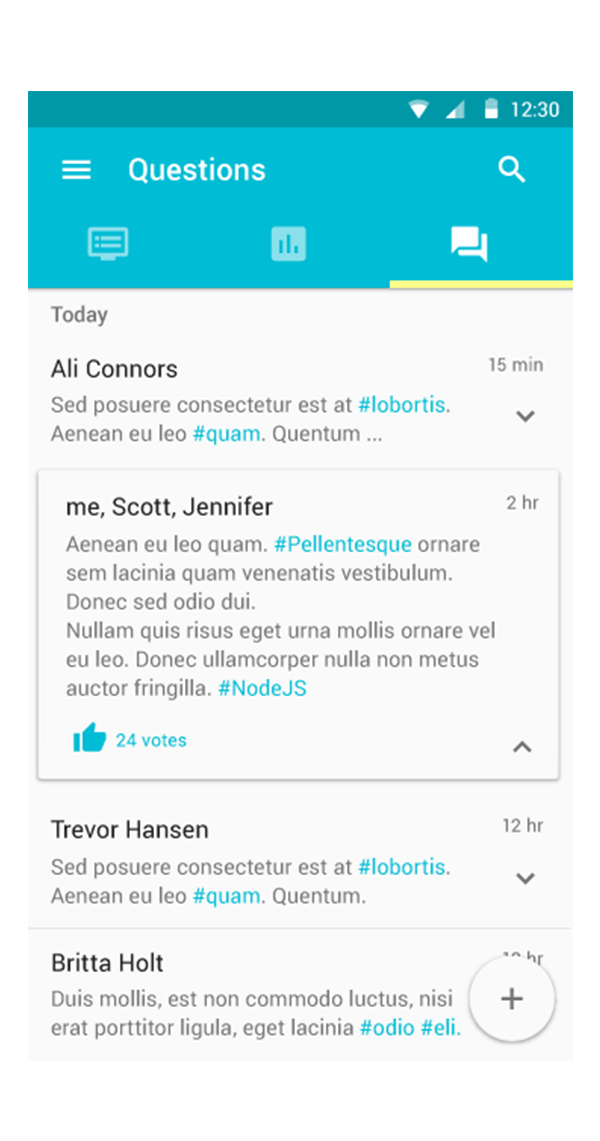 12:30
Questions
Today
Ali Connors
15 min
Sed posuere consectetur est at #lobortis.
Aenean eu leo #quam. Quentum ...
me, Scott, Jennifer
2 hr
Aenean eu leo quam. #Pellentesque ornare
sem lacinia quam venenatis vestibulum.
Donec sed odio dui.
Nullam quis risus eget urna mollis ornare vel
eu leo. Donec ullamcorper nulla non metus
auctor fringilla. #NodeJS
24 votes
Trevor Hansen
12 hr
Sed posuere consectetur est at #lobortis.
Aenean eu leo #quam. Quentum.
Britta Holt
hr
Duis mollis, est non commodo luctus, nisi
erat porttitor ligula, eget lacinia #odio #eli.